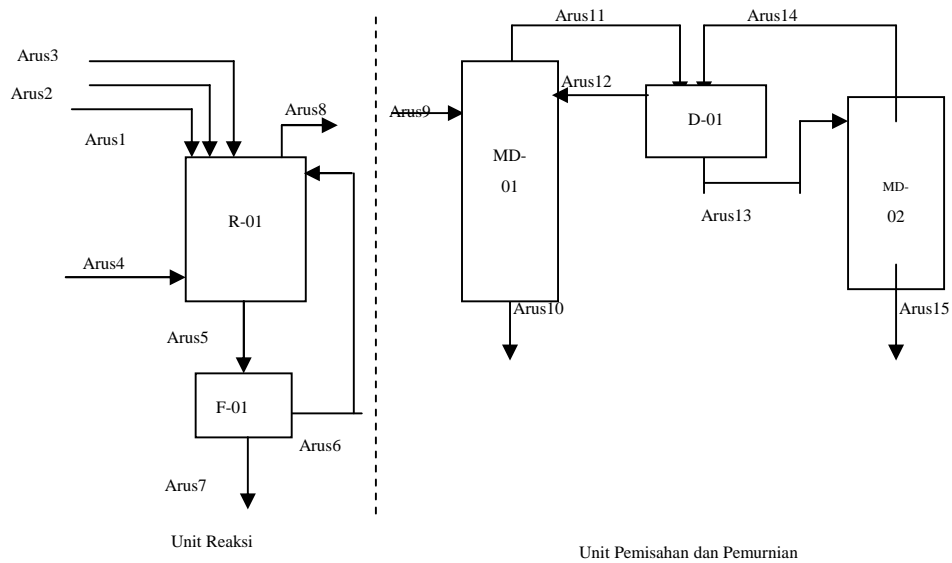 Arus3
Arus2
Arus1
Arus8
R-01
Arus4
Arus5
F-01
Arus6
Arus7
Unit Reaksi
Arus11
Arus14
Arus12
Arus9
D-01
MD-
01
MD-
02
Arus13
Arus10
Arus15
Unit Pemisahan dan Pemurnian